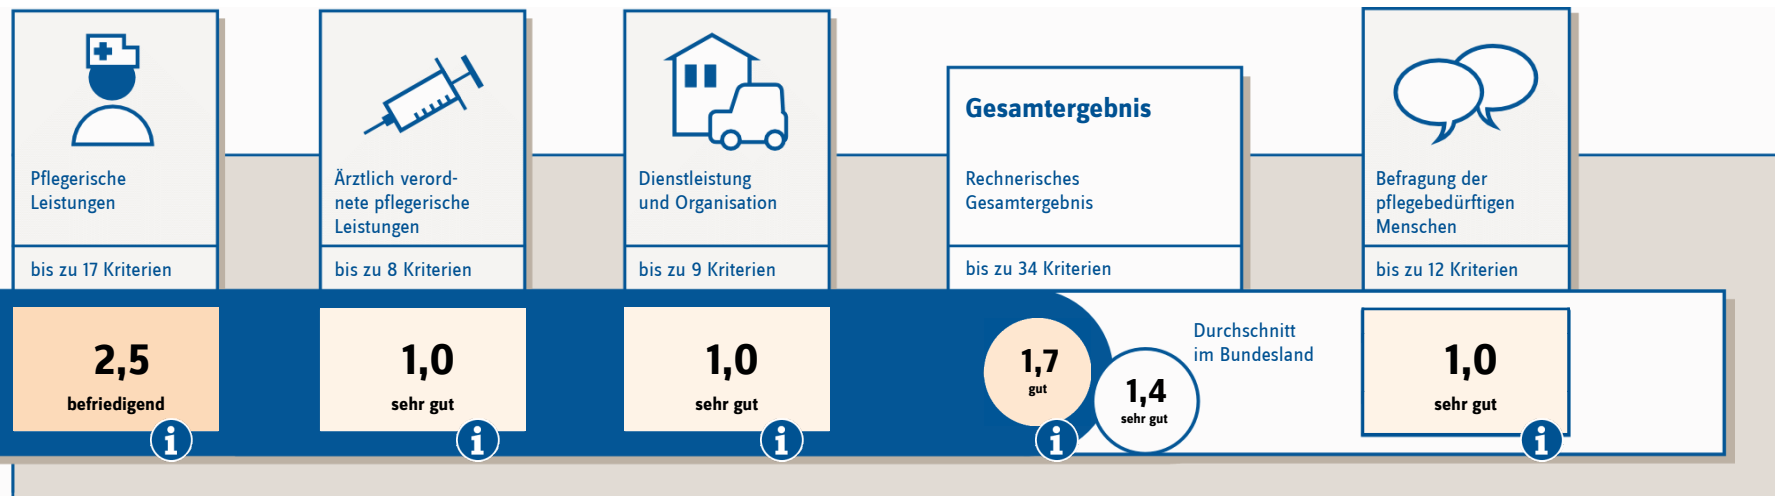 Pflegerische
Leistungen
bis zu 17 Kriterien
2,5
befriedigend
i
Ärztlich verord-
nete pflegerische
Leistungen
bis zu 8 Kriterien
1,0
sehr gut
i
Dienstleistung
und Organisation
bis zu 9 Kriterien
1,0
sehr gut
i
Gesamtergebnis
Rechnerisches
Gesamtergebnis
bis zu 34 Kriterien
1,7
gut
i
1,4
sehr gut
Durchschnitt
im Bundesland
Befragung der
pflegebedürftigen
Menschen
bis zu 12 Kriterien
1,0
sehr gut
i